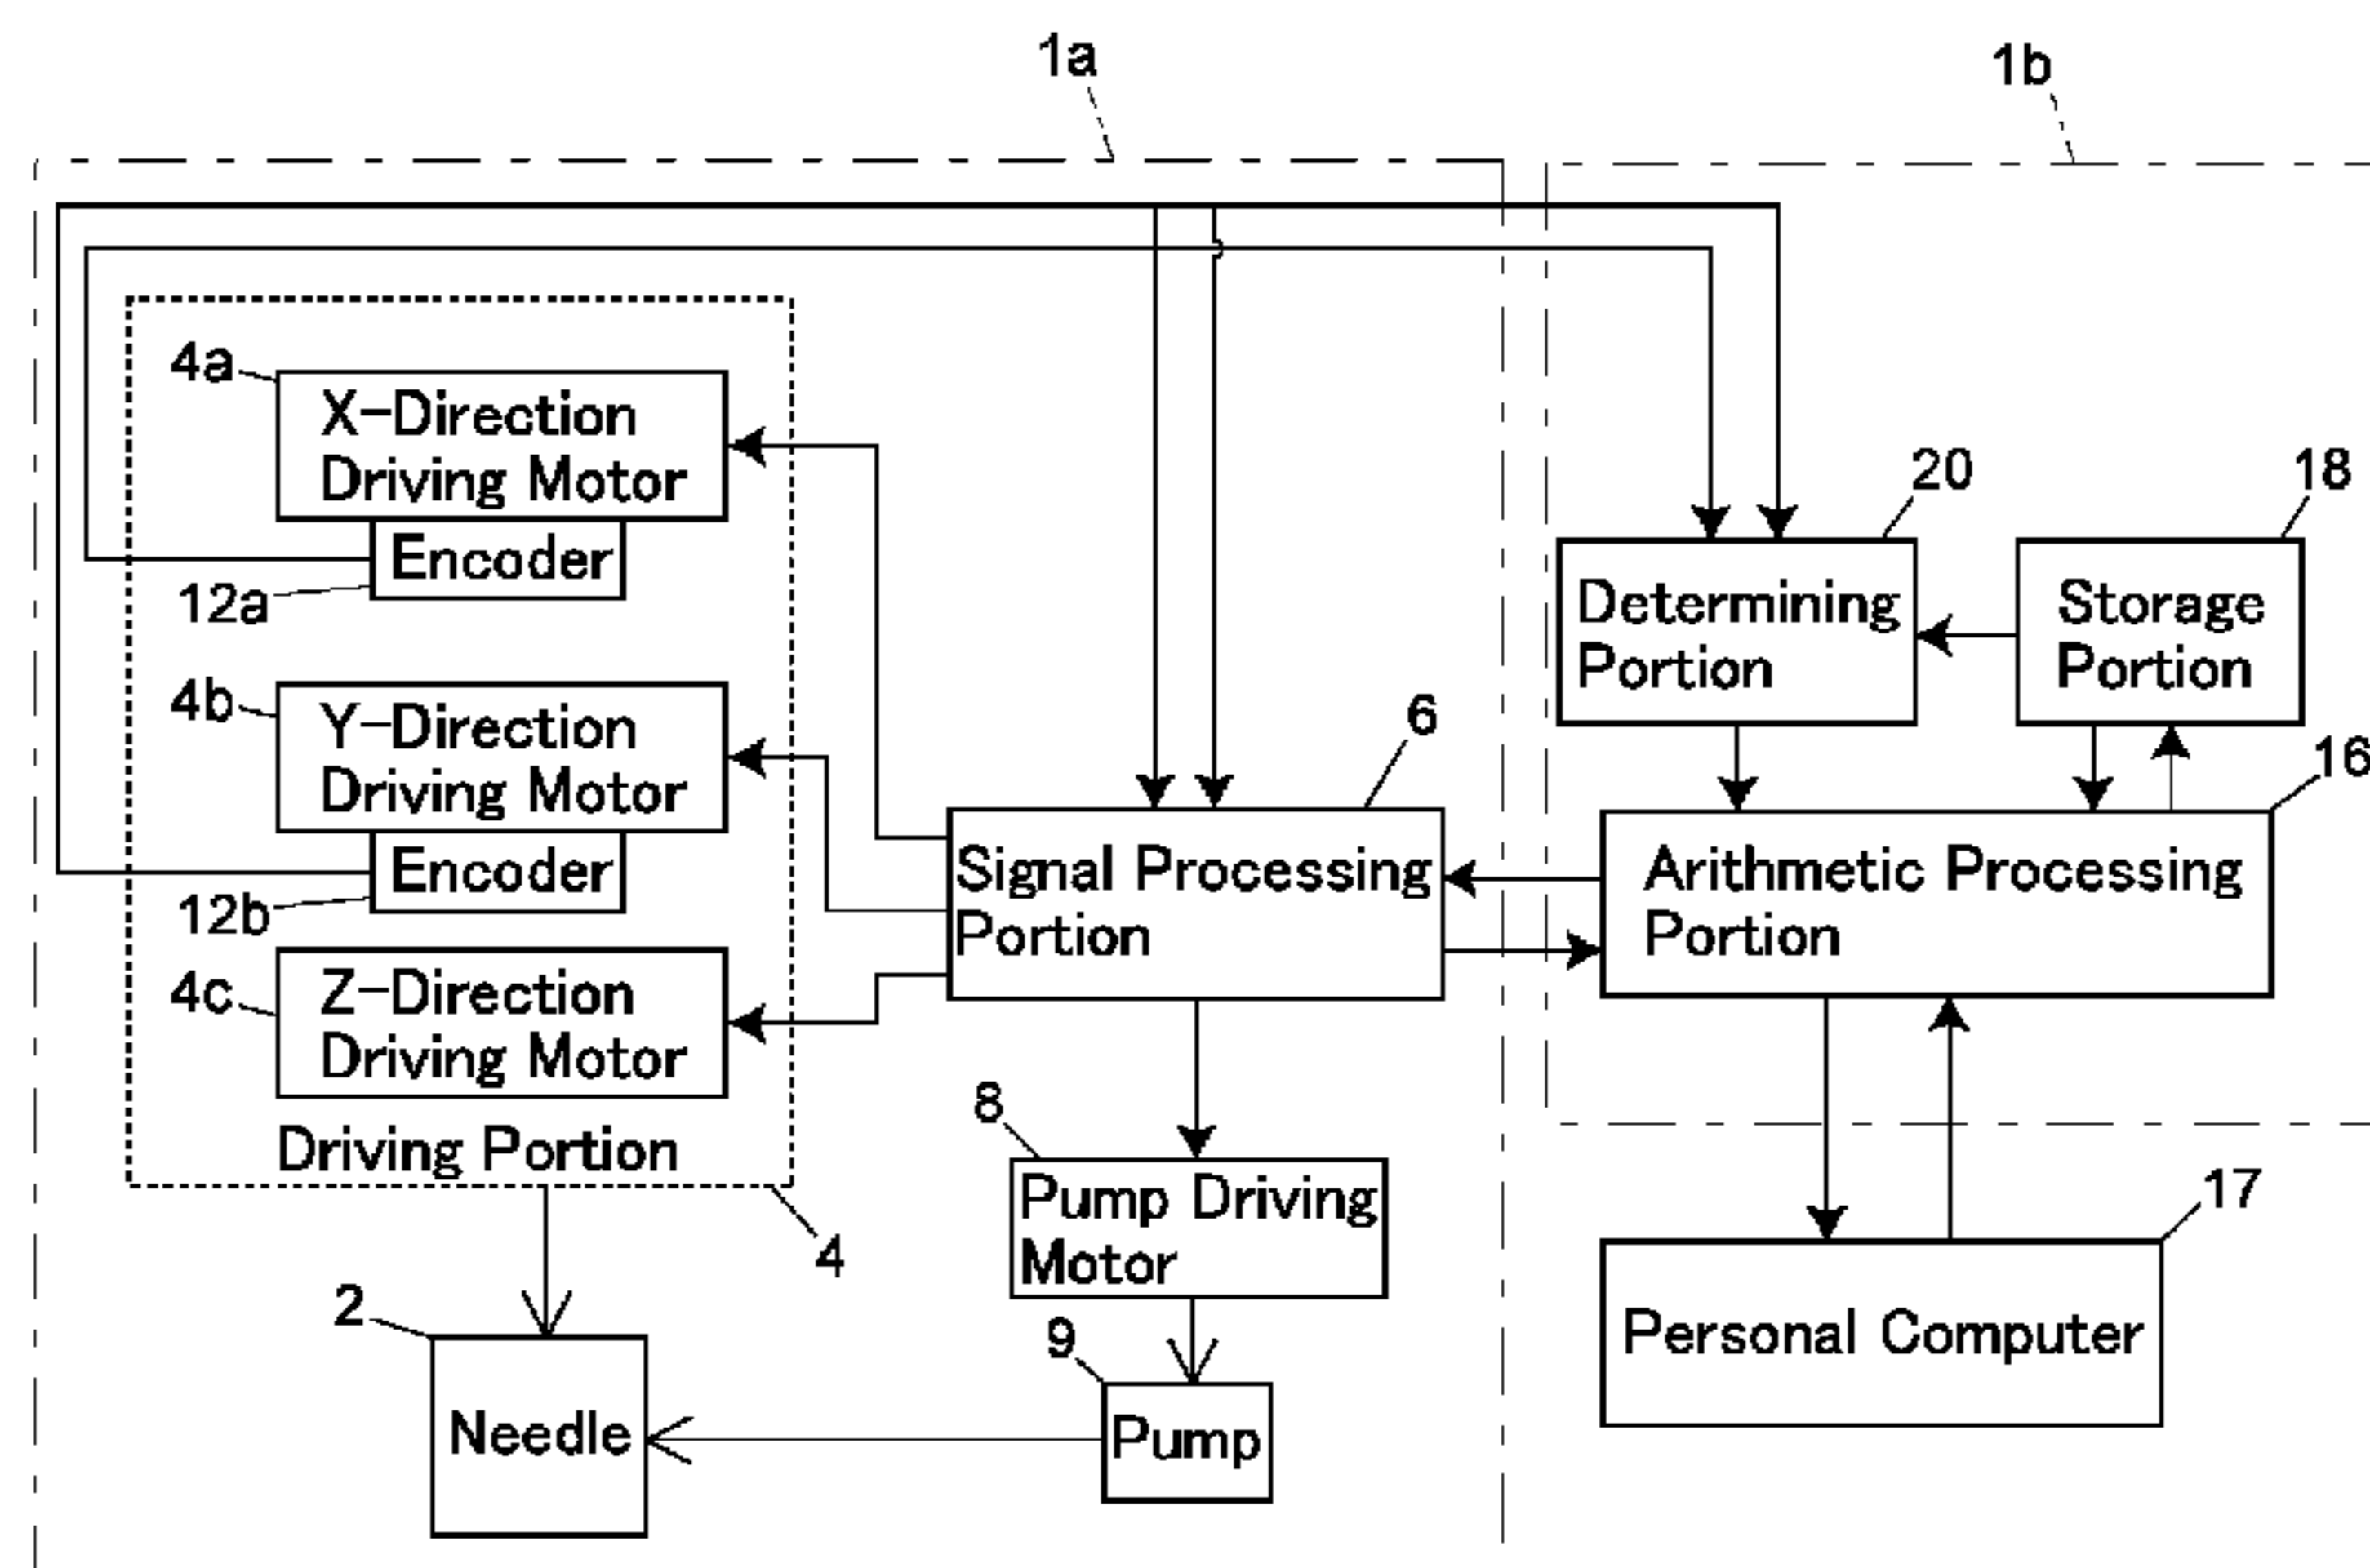 1a
1b
4a
X-Direction
Driving Motor
Encoder
12a
4b
Y-Direction
Driving Motor
Encoder
12b
4c
Z-Direction
Driving Motor
Driving Portion
4
2
Needle
6
Signal Processing
Portion
8
Pump Driving
Motor
9
Pump
20
Determining
Portion
18
Storage
Portion
16
Arithmetic Processing
Portion
17
Personal Computer